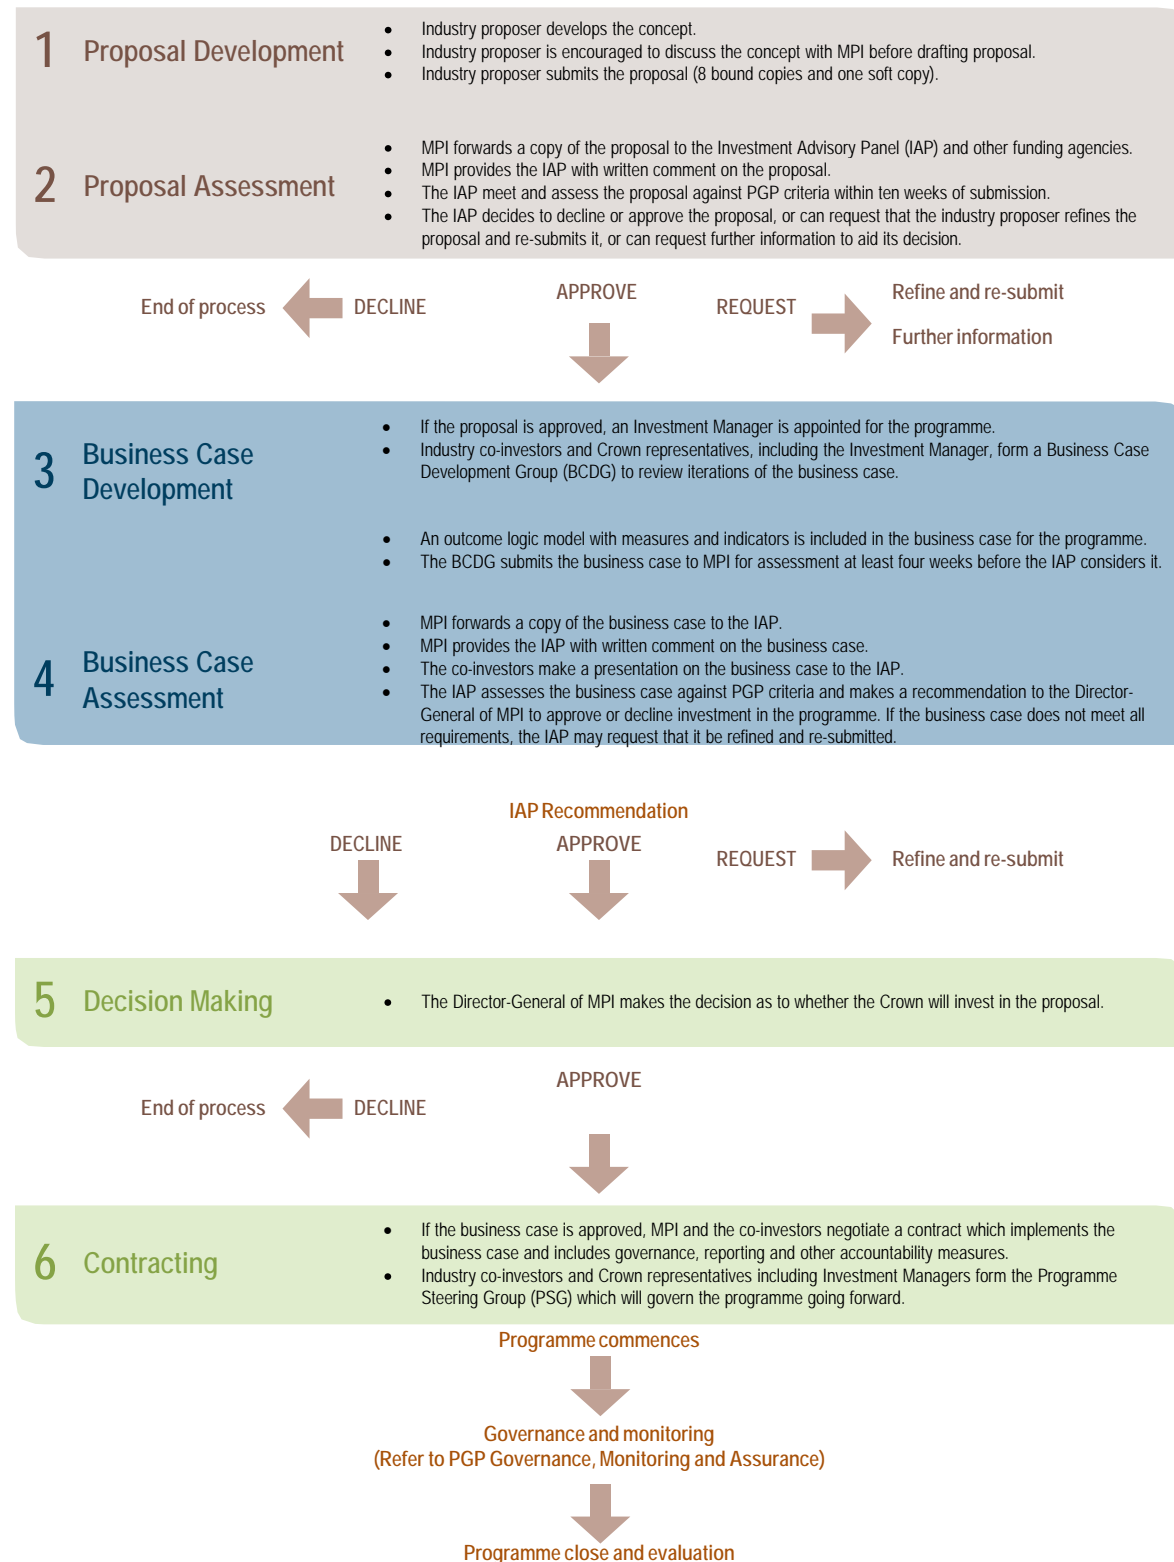 1 Proposal Development
• Industry proposer develops the concept.
• Industry proposer is encouraged to discuss the concept with MPI before drafting proposal.
• Industry proposer submits the proposal (8 bound copies and one soft copy).
2 Proposal Assessment
• MPI forwards a copy of the proposal to the Investment Advisory Panel (IAP) and other funding agencies.
• MPI provides the IAP with written comment on the proposal.
• The IAP meet and assess the proposal against PGP criteria within ten weeks of submission.
• The IAP decides to decline or approve the proposal, or can request that the industry proposer refines the
proposal and re-submits it, or can request further information to aid its decision.
End of process
DECLINE
APPROVE
REQUEST
Refine and re-submit
Further information
3 Business Case
Development
• If the proposal is approved, an Investment Manager is appointed for the programme.
• Industry co-investors and Crown representatives, including the Investment Manager, form a Business Case
Development Group (BCDG) to review iterations of the business case.
• An outcome logic model with measures and indicators is included in the business case for the programme.
• The BCDG submits the business case to MPI for assessment at least four weeks before the IAP considers it.
4 Business Case
Assessment
• MPI forwards a copy of the business case to the IAP.
• MPI provides the IAP with written comment on the business case.
• The co-investors make a presentation on the business case to the IAP.
• The IAP assesses the business case against PGP criteria and makes a recommendation to the Director-
General of MPI to approve or decline investment in the programme. If the business case does not meet all
requirements, the IAP may request that it be refined and re-submitted.
IAP Recommendation
DECLINE
APPROVE
REQUEST
Refine and re-submit
5 Decision Making
• The Director-General of MPI makes the decision as to whether the Crown will invest in the proposal.
End of process
DECLINE
APPROVE
6 Contracting
• If the business case is approved, MPI and the co-investors negotiate a contract which implements the
business case and includes governance, reporting and other accountability measures.
• Industry co-investors and Crown representatives including Investment Managers form the Programme
Steering Group (PSG) which will govern the programme going forward.
Programme commences
Governance and monitoring
(Refer to PGP Governance, Monitoring and Assurance)
Programme close and evaluation